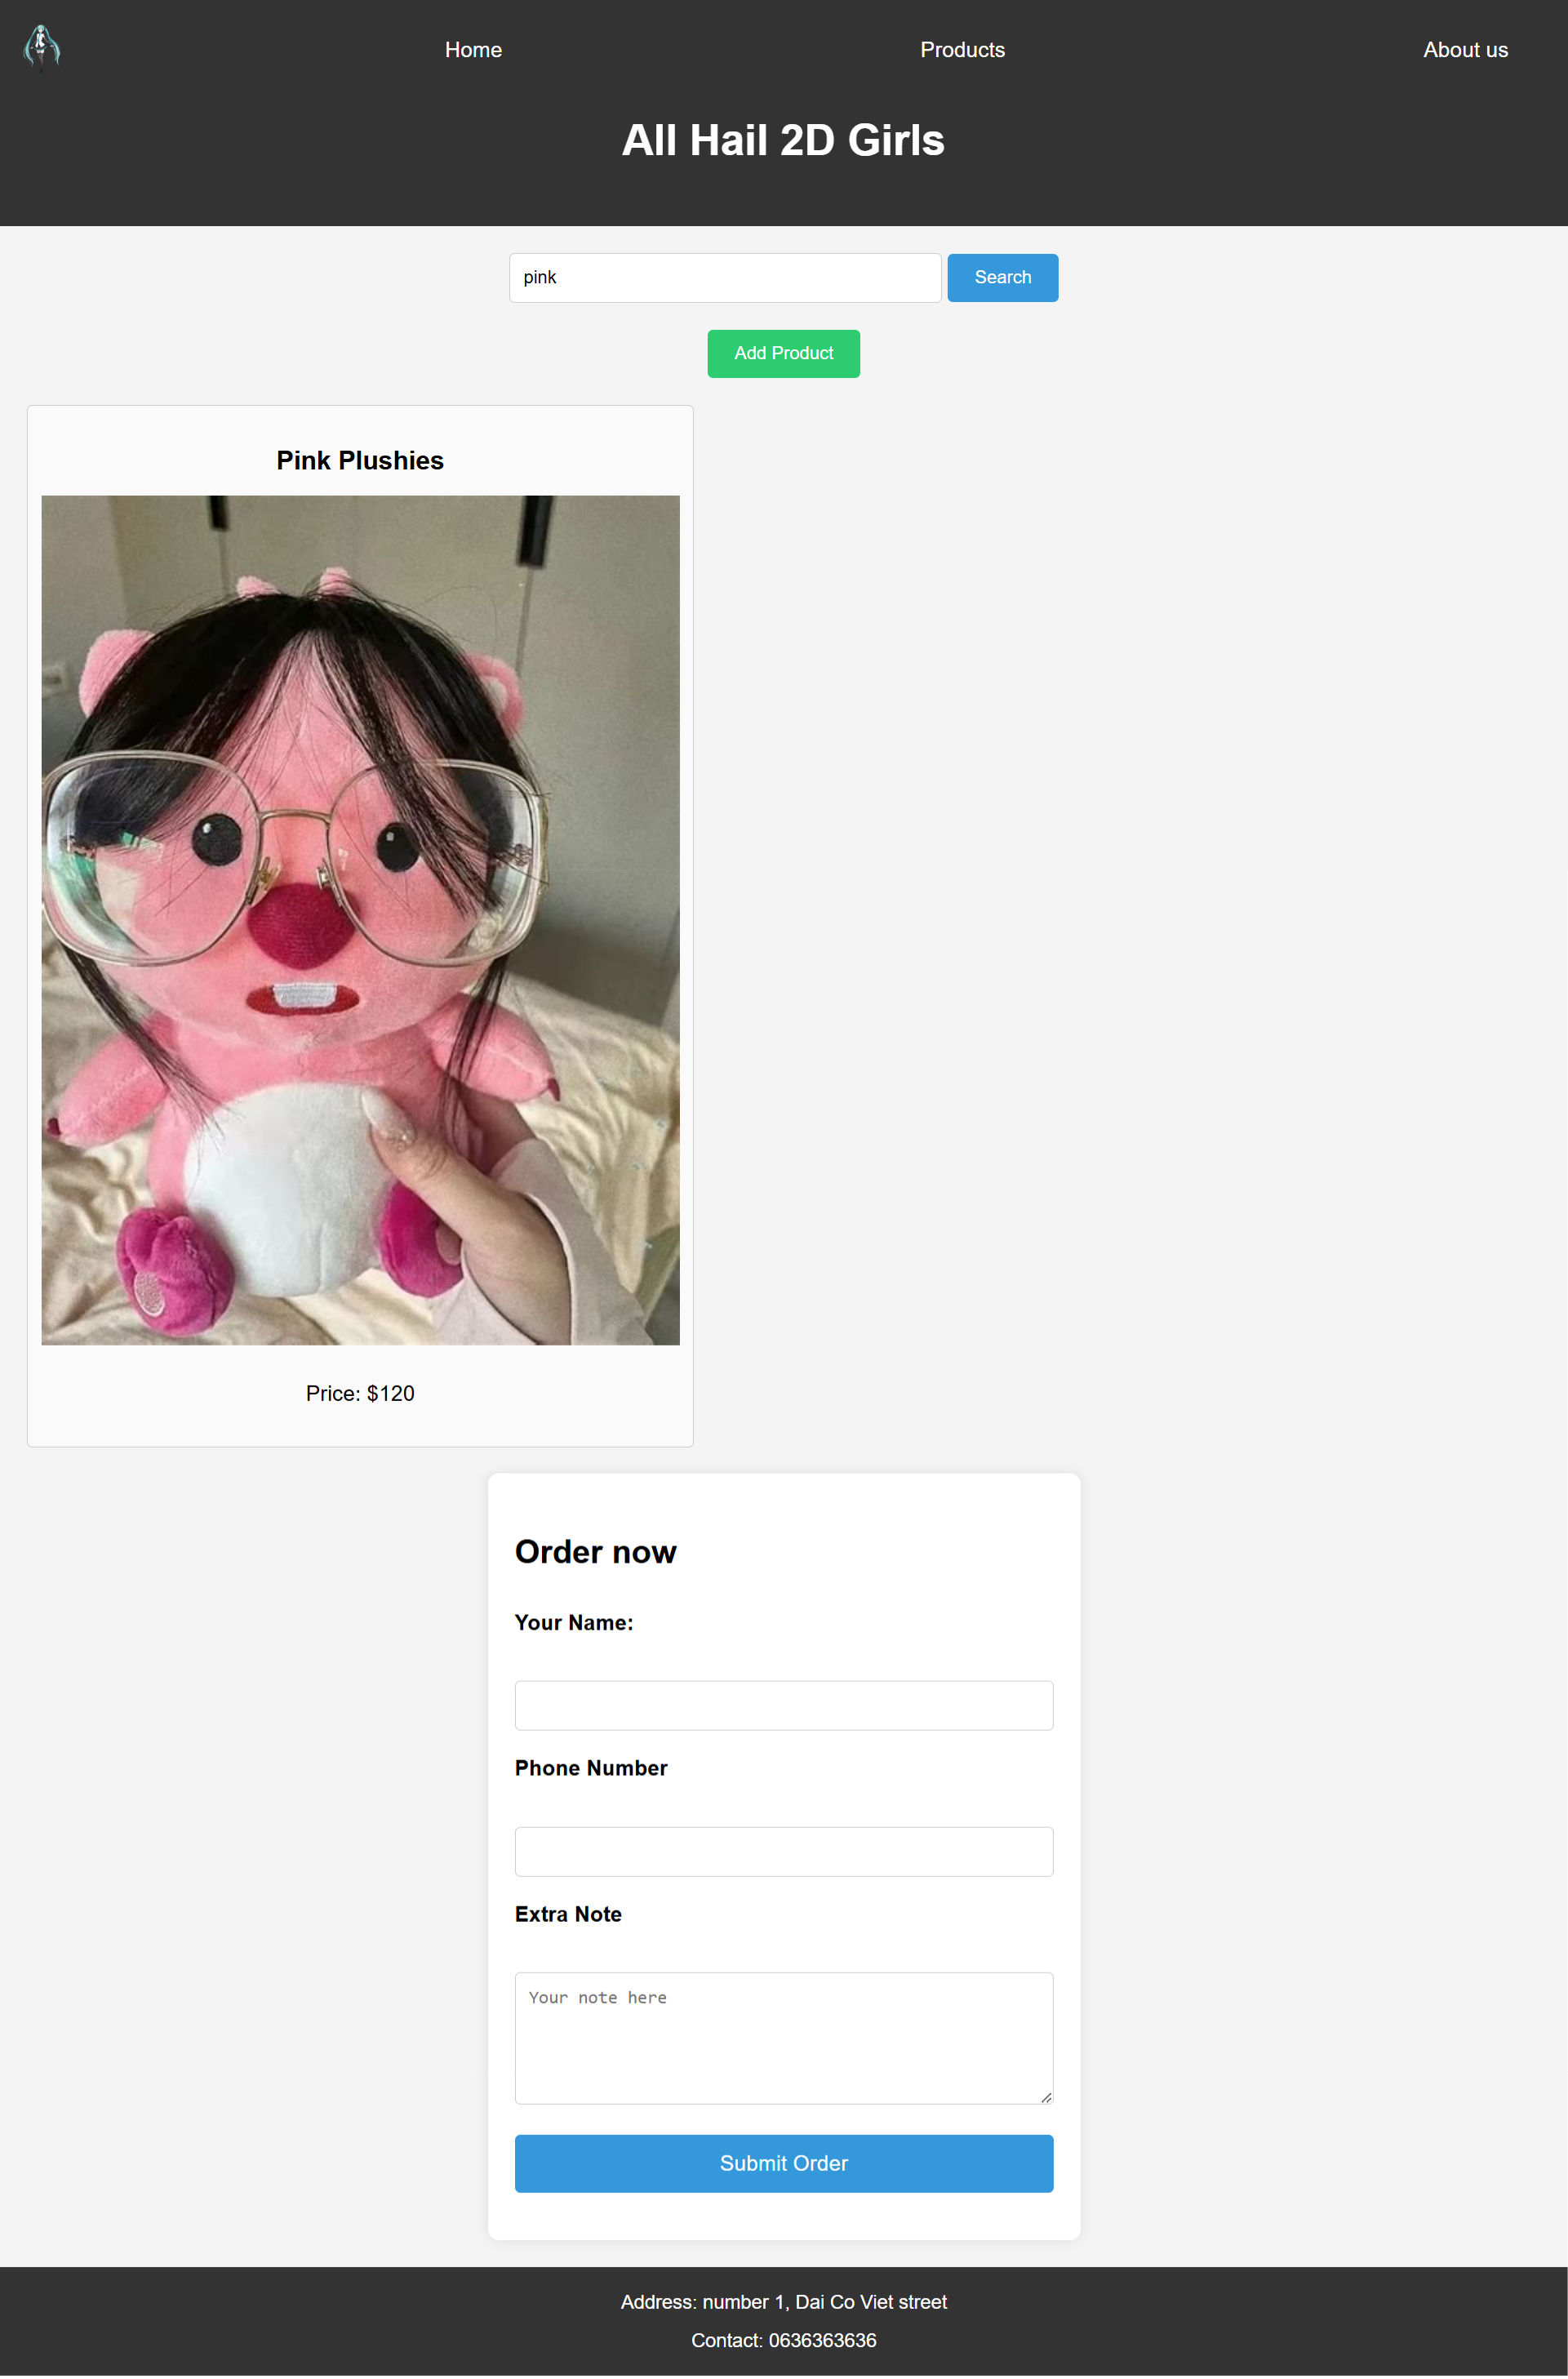 Home Products About us
All Hail 2D Girls
pink Search
Add Product
Pink Plushies
Price: $120
Order now
Your Name:
Phone Number
Extra Note
Your note here
Submit Order
Address: number 1, Dai Co Viet street
Contact: 0636363636